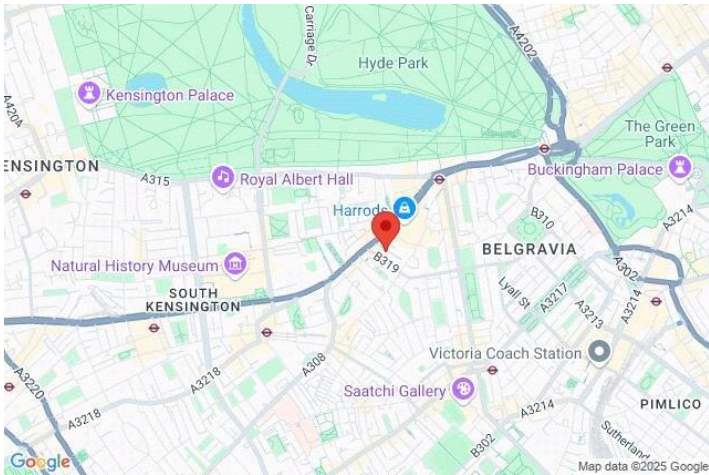 Carriage Dr.
A4202
Hyde Park
Kensington Palace
A4204
The Green
Park
ENSINGTON
A315
Royal Albert Hall
Buckingham Palace
Harrods
B310
A3214
BELGRAVIA
B319
A302
Natural History Museum
Lyall St
A3217
A3214
SOUTH
KENSINGTON
A3213
A308
Victoria Coach Station
A3220
A3218
Saatchi Gallery
A3218
A3214
PIMLICO
B302
Sutherland
Google
Map data ©2025 Google